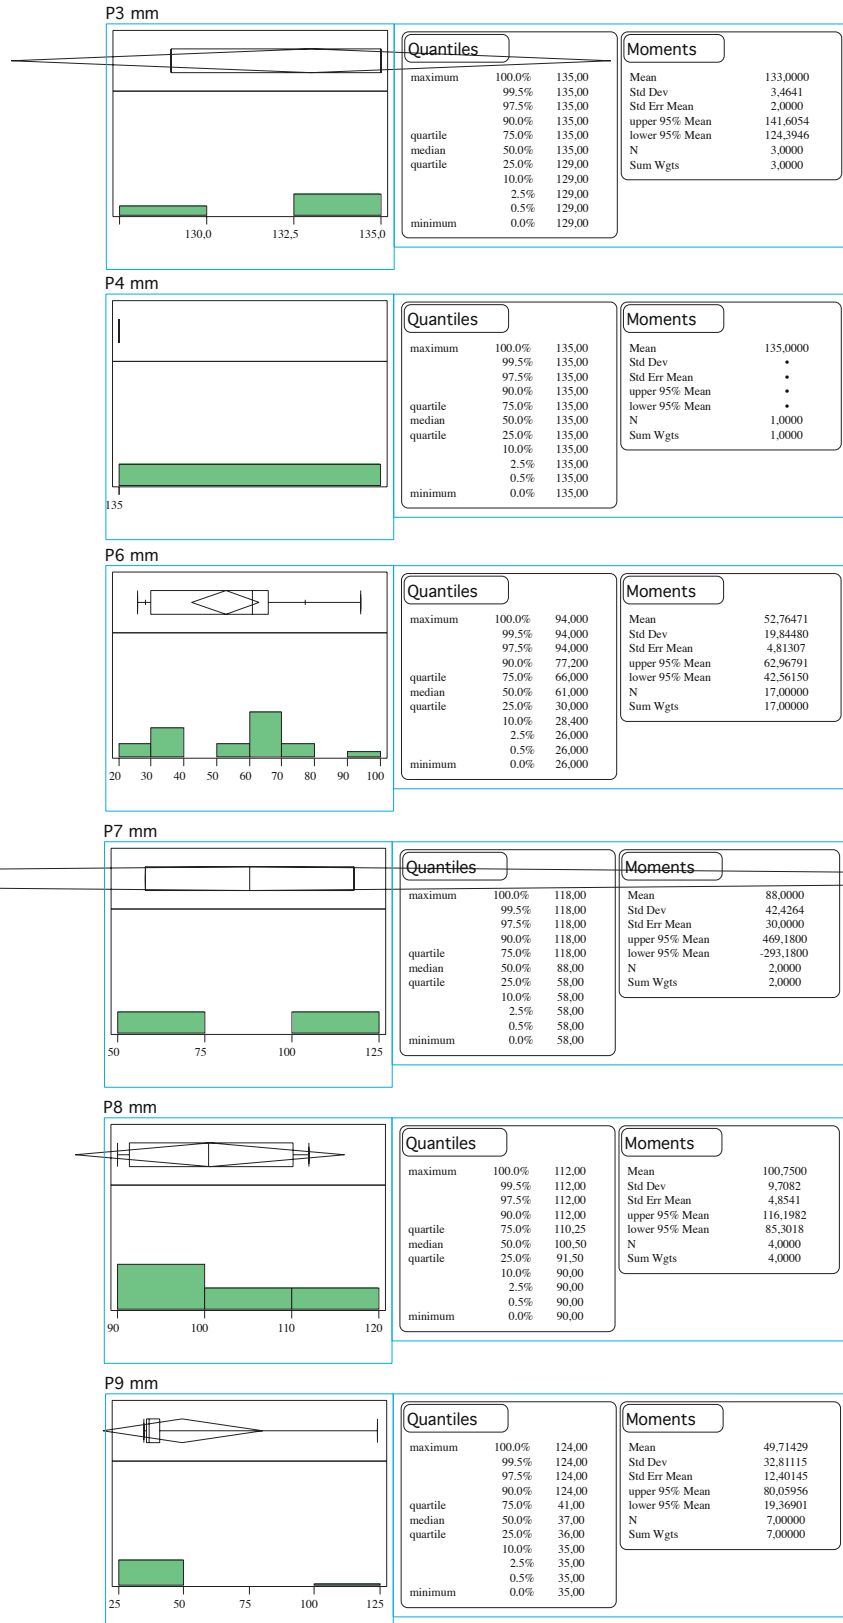 P3 mm
Quantiles
maximum 100.0% 135,00
99.5% 135,00
97.5% 135,00
90.0% 135,00
quartile 75.0% 135,00
median 50.0% 135,00
quartile 25.0% 129,00
10.0% 129,00
2.5% 129,00
0.5% 129,00
minimum 0.0% 129,00
Moments
Mean 133,0000
Std Dev 3,4641
Std Err Mean 2,0000
upper 95% Mean 141,6054
lower 95% Mean 124,3946
N 3,0000
Sum Wgts 3,0000
130,0 132,5 135,0
P4 mm
Quantiles
maximum 100.0% 135,00
99.5% 135,00
97.5% 135,00
90.0% 135,00
quartile 75.0% 135,00
median 50.0% 135,00
quartile 25.0% 135,00
10.0% 135,00
2.5% 135,00
0.5% 135,00
minimum 0.0% 135,00
Moments
Mean 135,0000
Std Dev •
Std Err Mean •
upper 95% Mean •
lower 95% Mean •
N 1,0000
Sum Wgts 1,0000
135
P6 mm
Quantiles
maximum 100.0% 94,000
99.5% 94,000
97.5% 94,000
90.0% 77,200
quartile 75.0% 66,000
median 50.0% 61,000
quartile 25.0% 30,000
10.0% 28,400
2.5% 26,000
0.5% 26,000
minimum 0.0% 26,000
Moments
Mean 52,76471
Std Dev 19,84480
Std Err Mean 4,81307
upper 95% Mean 62,96791
lower 95% Mean 42,56150
N 17,00000
Sum Wgts 17,00000
20 30 40 50 60 70 80 90 100
P7 mm
Quantiles
maximum 100.0% 118,00
99.5% 118,00
97.5% 118,00
90.0% 118,00
quartile 75.0% 118,00
median 50.0% 88,00
quartile 25.0% 58,00
10.0% 58,00
2.5% 58,00
0.5% 58,00
minimum 0.0% 58,00
Moments
Mean 88,0000
Std Dev 42,4264
Std Err Mean 30,0000
upper 95% Mean 469,1800
lower 95% Mean -293,1800
N 2,0000
Sum Wgts 2,0000
50 75 100 125
P8 mm
Quantiles
maximum 100.0% 112,00
99.5% 112,00
97.5% 112,00
90.0% 112,00
quartile 75.0% 110,25
median 50.0% 100,50
quartile 25.0% 91,50
10.0% 90,00
2.5% 90,00
0.5% 90,00
minimum 0.0% 90,00
Moments
Mean 100,7500
Std Dev 9,7082
Std Err Mean 4,8541
upper 95% Mean 116,1982
lower 95% Mean 85,3018
N 4,0000
Sum Wgts 4,0000
90 100 110 120
P9 mm
Quantiles
maximum 100.0% 124,00
99.5% 124,00
97.5% 124,00
90.0% 124,00
quartile 75.0% 41,00
median 50.0% 37,00
quartile 25.0% 36,00
10.0% 35,00
2.5% 35,00
0.5% 35,00
minimum 0.0% 35,00
Moments
Mean 49,71429
Std Dev 32,81115
Std Err Mean 12,40145
upper 95% Mean 80,05956
lower 95% Mean 19,36901
N 7,00000
Sum Wgts 7,00000
25 50 75 100 125